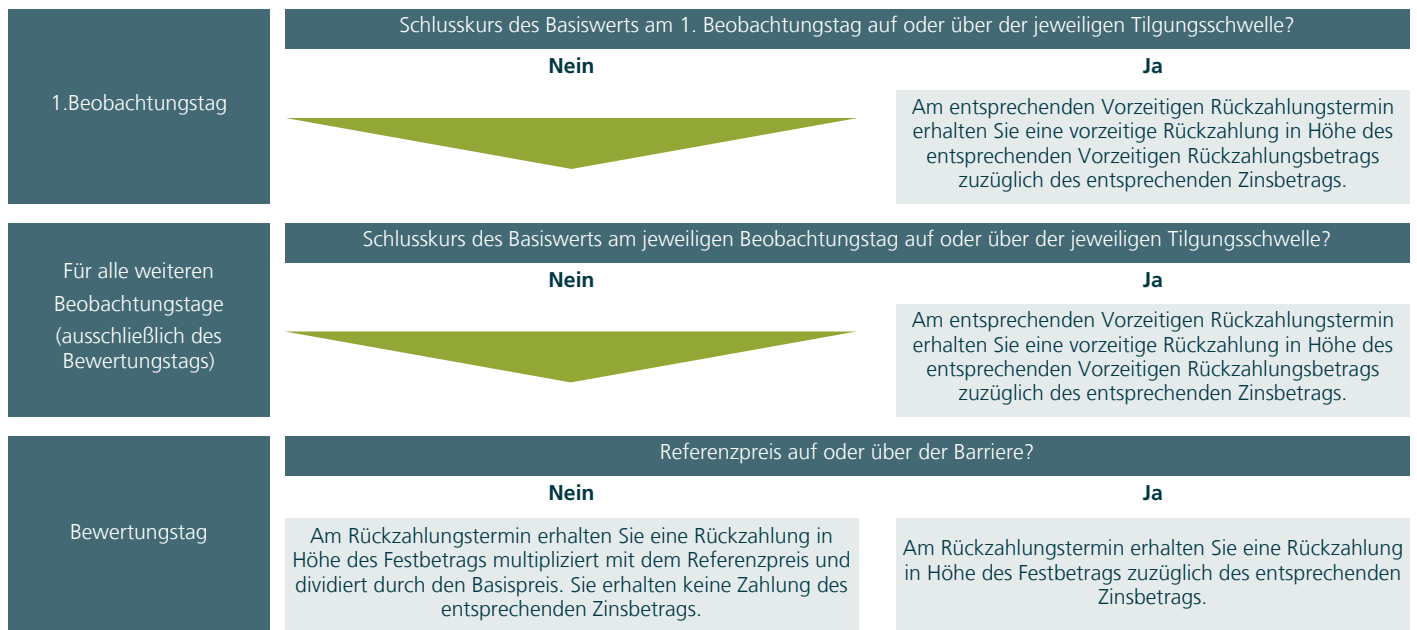 1.Beobachtungstag
Schlusskurs des Basiswerts am 1. Beobachtungstag auf oder über der jeweiligen Tilgungsschwelle?
Nein
Ja
Am entsprechenden Vorzeitigen Rückzahlungstermin
erhalten Sie eine vorzeitige Rückzahlung in Höhe des
entsprechenden Vorzeitigen Rückzahlungsbetrags
zuzüglich des entsprechenden Zinsbetrags.
Für alle weiteren
Beobachtungstage
(ausschließlich des
Bewertungstags)
Schlusskurs des Basiswerts am jeweiligen Beobachtungstag auf oder über der jeweiligen Tilgungsschwelle?
Nein
Ja
Am entsprechenden Vorzeitigen Rückzahlungstermin
erhalten Sie eine vorzeitige Rückzahlung in Höhe des
entsprechenden Vorzeitigen Rückzahlungsbetrags
zuzüglich des entsprechenden Zinsbetrags.
Bewertungstag
Referenzpreis auf oder über der Barriere?
Nein
Ja
Am Rückzahlungstermin erhalten Sie eine Rückzahlung in
Höhe des Festbetrags multipliziert mit dem Referenzpreis und
dividiert durch den Basispreis. Sie erhalten keine Zahlung des
entsprechenden Zinsbetrags.
Am Rückzahlungstermin erhalten Sie eine Rückzahlung
in Höhe des Festbetrags zuzüglich des entsprechenden
Zinsbetrags.